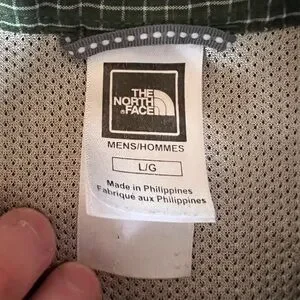 THE
NORTH
FACE
MENS/HOMMES
L/G
Made in Philippines
Fabriqué aux Philippines